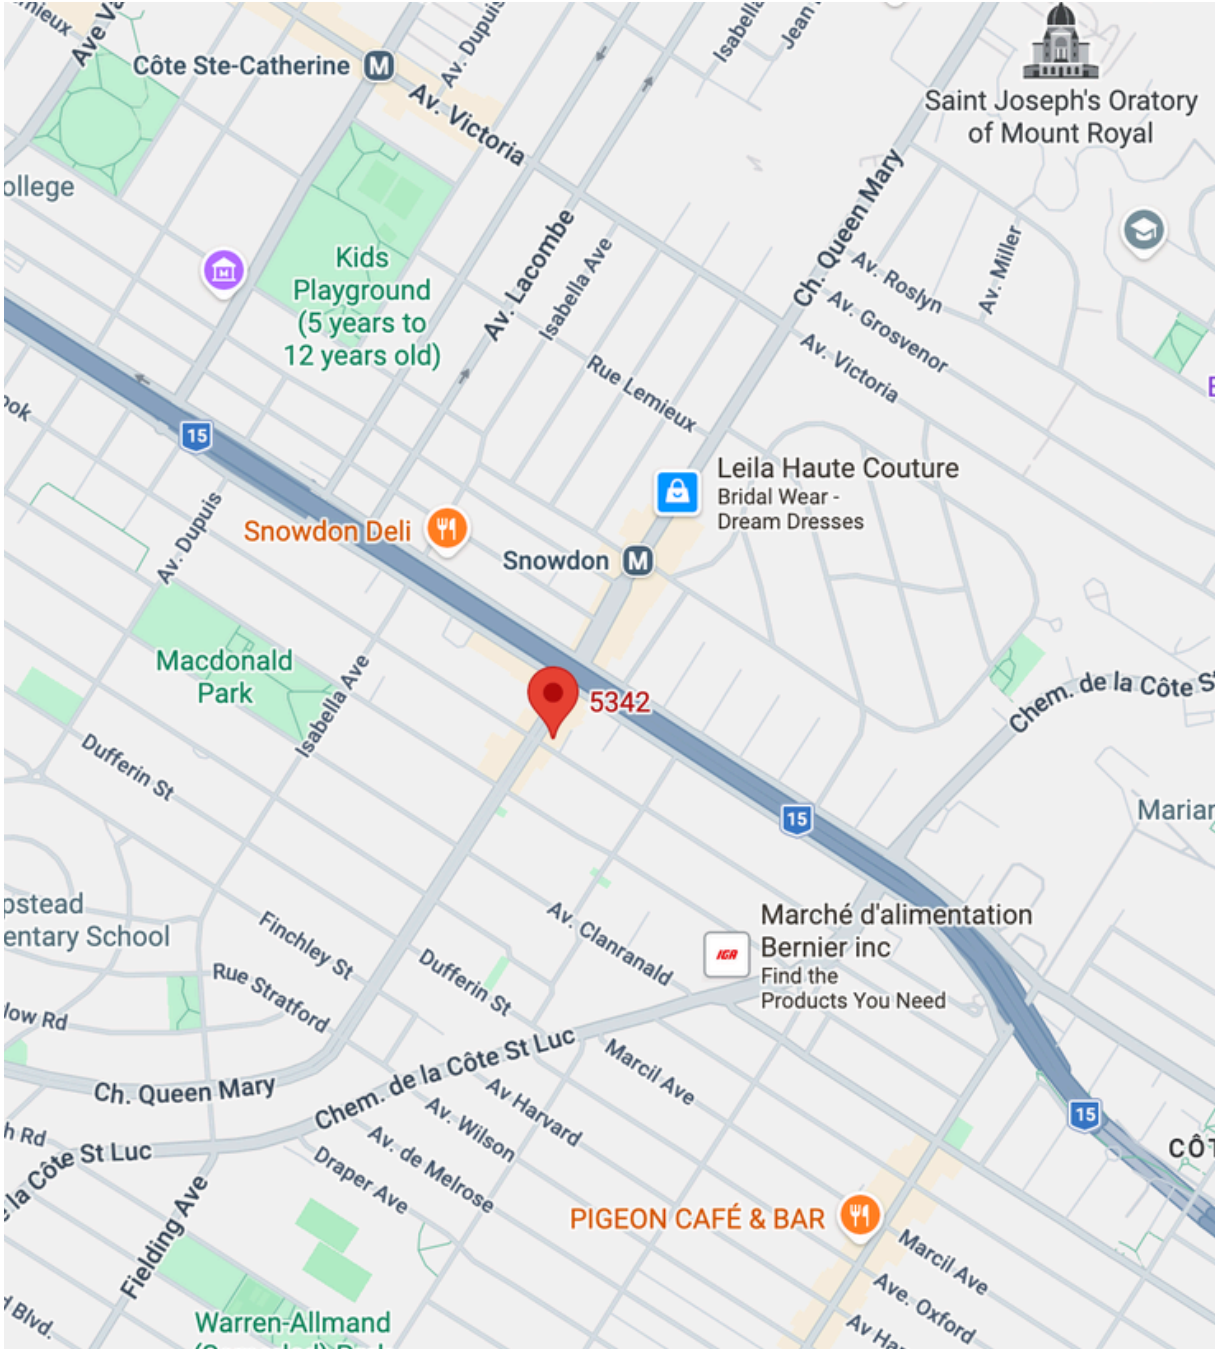 Côte Ste-Catherine
M
Av. Dupuis
Isabella
Jean
Av. Victoria
Saint Joseph's Oratory
of Mount Royal
ollege
Kids
Playground
(5 years to
12 years old)
Av. Lacombe
Isabella Ave
Ch. Queen Mary
Av. Roslyn
Av. Miller
Av. Grosvenor
Av. Victoria
Rue Lemieux
15
ook
Leila Haute Couture
Bridal Wear -
Dream Dresses
Snowdon Deli
Snowdon
M
Av. Dupuis
Macdonald
Park
Isabella Ave
5342
Chem. de la Côte S
Dufferin St
15
Marian
pstead
entary School
Finchley St
Av. Clanranald
Marché d'alimentation
Bernier inc
Find the
Products You Need
IGA
Dufferin St
Rue Stratford
low Rd
Ch. Queen Mary
Chem. de la Côte St Luc
Marcil Ave
Av Harvard
Av. Wilson
Av. de Melrose
Draper Ave
15
CÔT
h Rd
la Côte St Luc
Fielding Ave
PIGEON CAFÉ & BAR
Marcil Ave
Ave. Oxford
Av Har
d Blvd.
Warren-Allmand